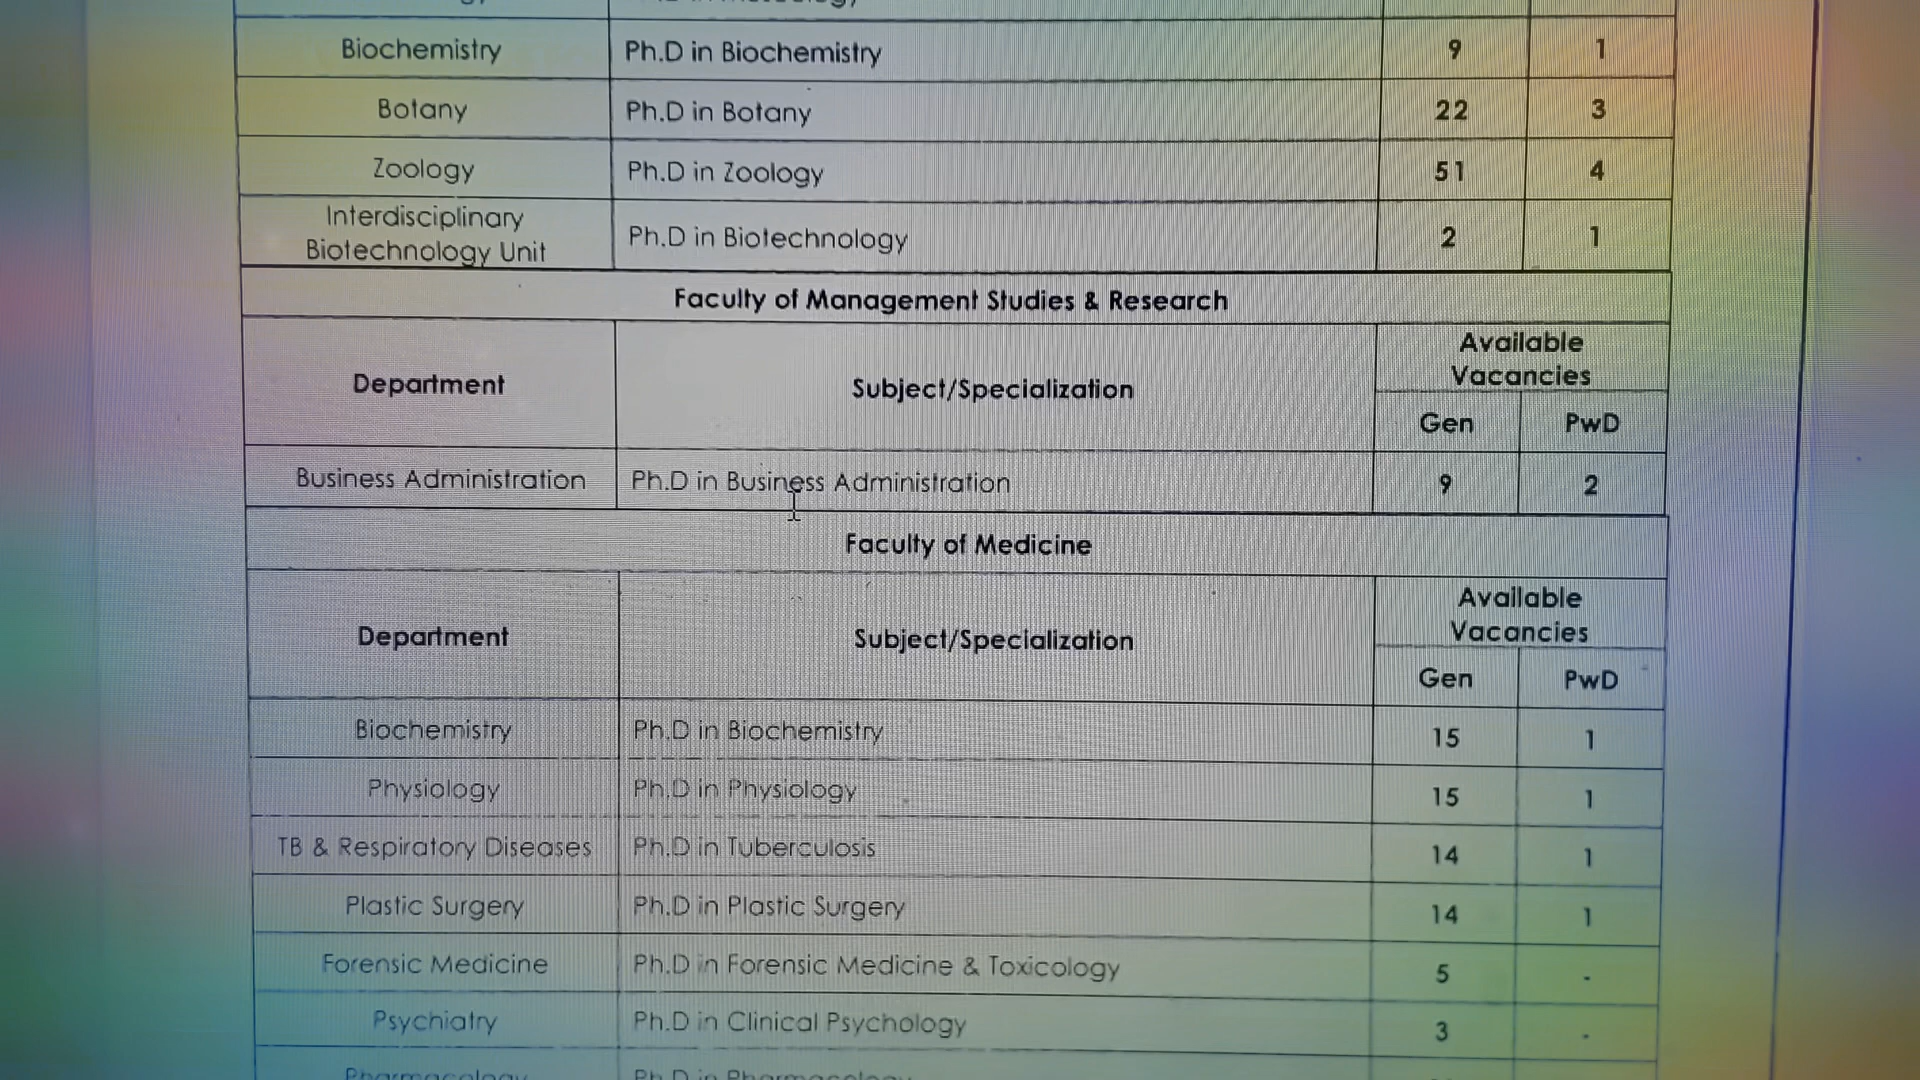 Biochemistry Ph.D in Biochemistry 9 1
Botany Ph.D in Botany 22 3
Zoology Ph.D in Zoology 51 4
Interdisciplinary
Biotechnology Unit Ph.D in Biotechnology 2 1
Faculty of Management Studies & Research
Department Subject/Specialization Available
Vacancies
Gen PwD
Business Administration Ph.D in Business Administration 9 2
Faculty of Medicine
Department Subject/Specialization Available
Vacancies
Gen PwD
Biochemistry Ph.D in Biochemistry 15 1
Physiology Ph.D in Physiology 15 1
TB & Respiratory Diseases Ph.D in Tuberculosis 14 1
Plastic Surgery Ph.D in Plastic Surgery 14 1
Forensic Medicine Ph.D in Forensic Medicine & Toxicology 5 -
Psychiatry Ph.D in Clinical Psychology 3 -
Pharmacology Ph.D in Pharmacology